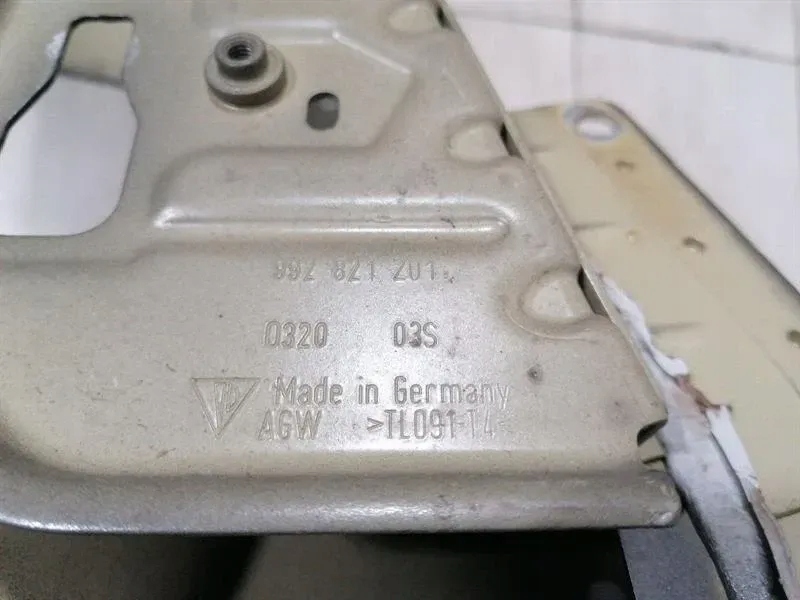 992 821 201.
0320 03S
Made in Germany
AGW >TL091-T4<